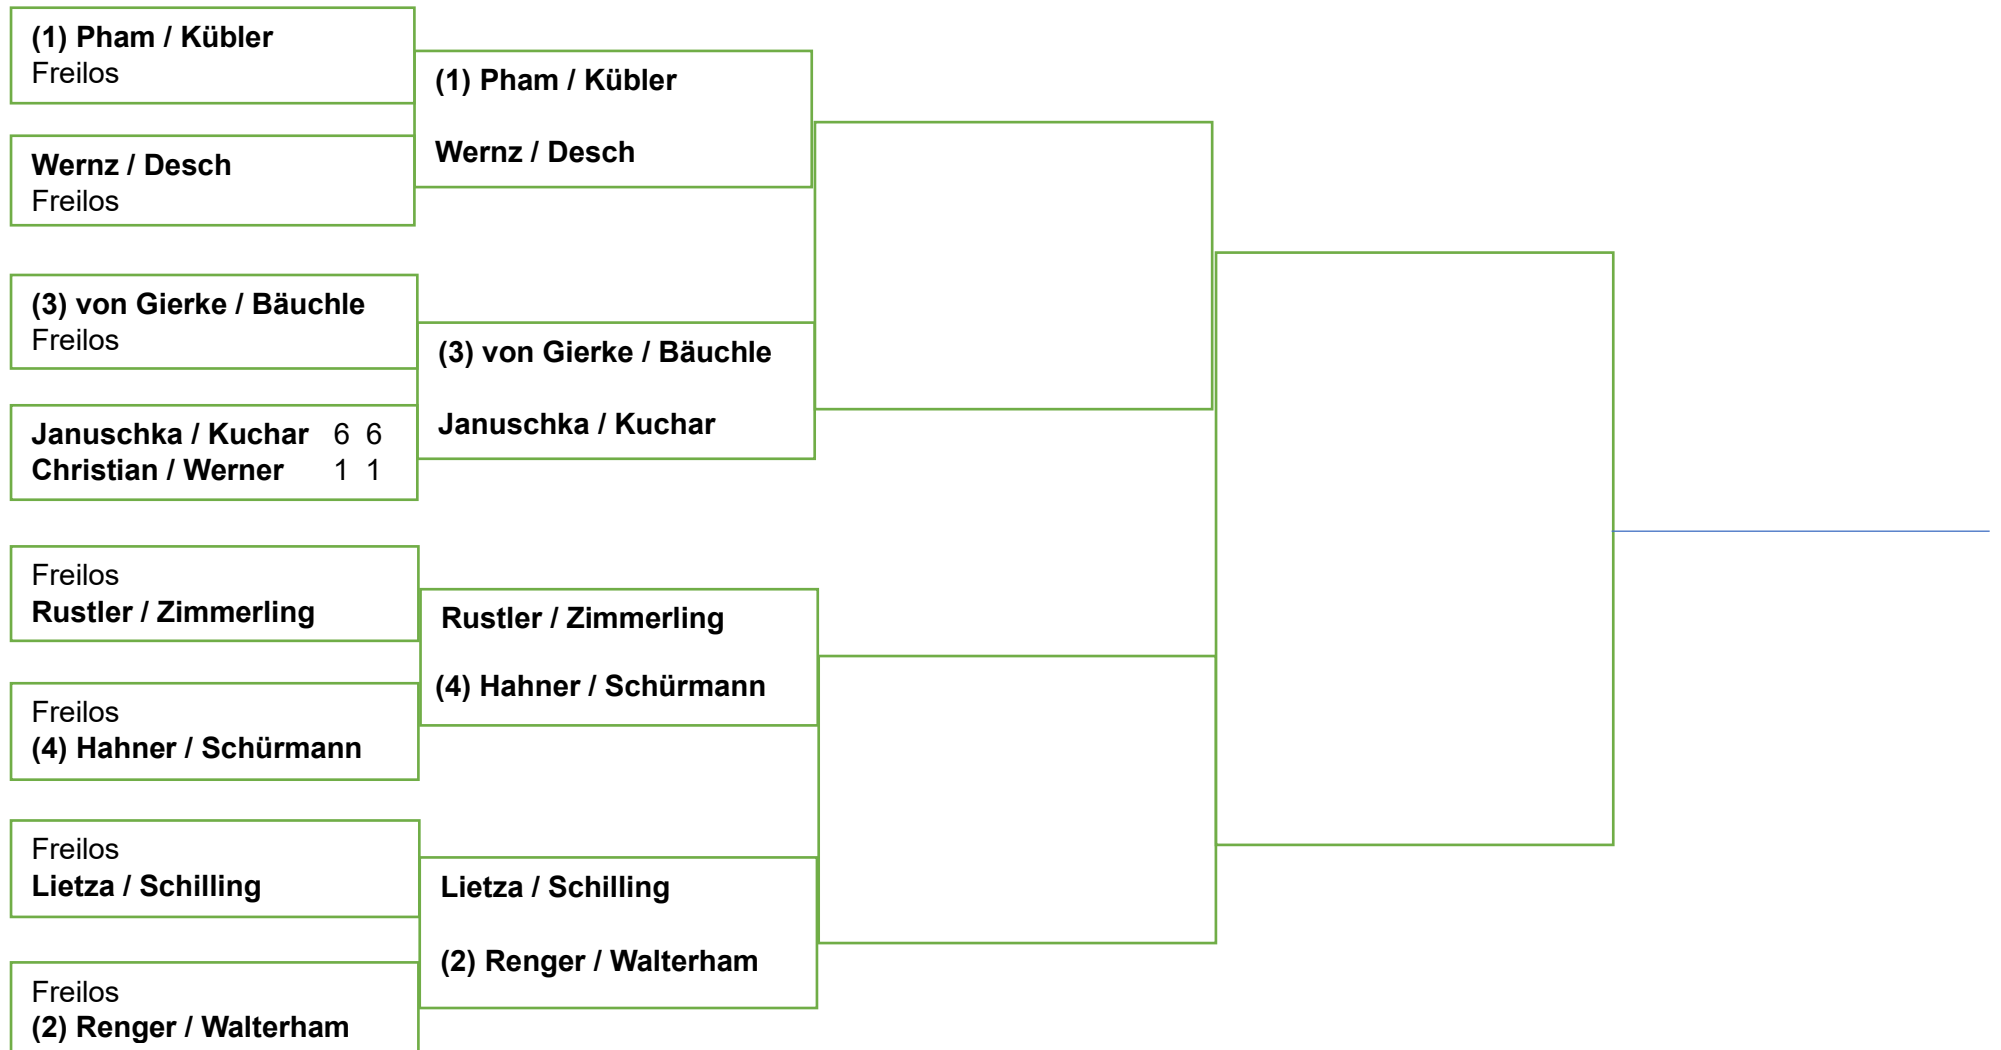 (1) Pham / Kübler
Freilos
Wernz / Desch
Freilos
(3) von Gierke / Bäuchle
Freilos
Januschka / Kuchar 6 6
Christian / Werner 1 1
Freilos
Rustler / Zimmerling
Freilos
(4) Hahner / Schürmann
Freilos
Lietza / Schilling
Freilos
(2) Renger / Walterham
(1) Pham / Kübler
Wernz / Desch
(3) von Gierke / Bäuchle
Januschka / Kuchar
Rustler / Zimmerling
(4) Hahner / Schürmann
Lietza / Schilling
(2) Renger / Walterham